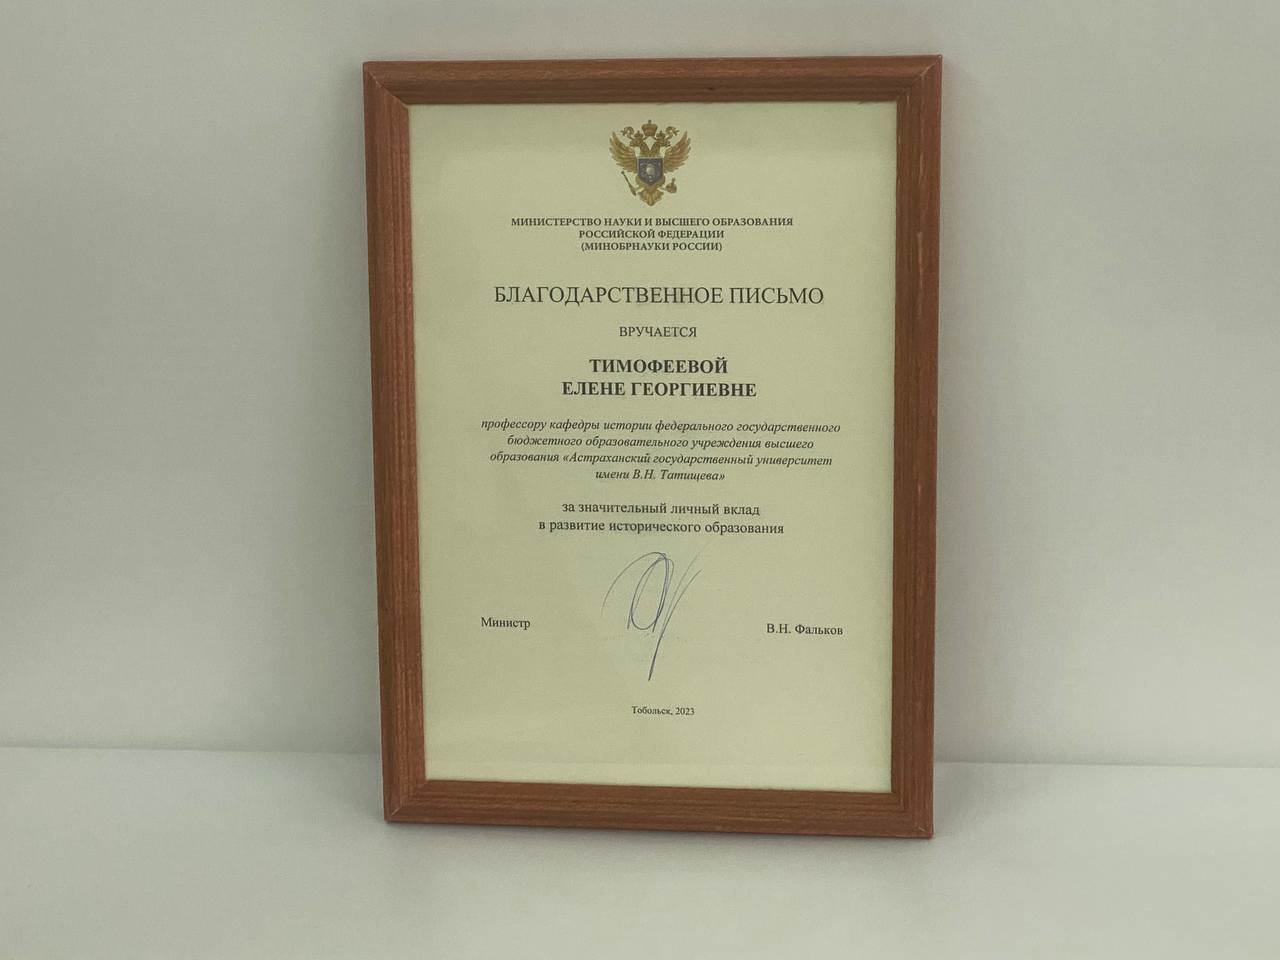 МИНИСТЕРСТВО НАУКИ И ВЫСШЕГО ОБРАЗОВАНИЯ
РОССИЙСКОЙ ФЕДЕРАЦИИ
(МИНОБРНАУКИ РОССИИ)
БЛАГОДАРСТВЕННОЕ ПИСЬМО
ВРУЧАЕТСЯ
ТИМОФЕЕВОЙ
ЕЛЕНЕ ГЕОРГИЕВНЕ
профессору кафедры истории федерального государственного
бюджетного образовательного учреждения высшего
образования «Астраханский государственный университет
имени В.Н. Татищева»
за значительный личный вклад
в развитие исторического образования
Министр В.Н. Фальков
Тобольск, 2023